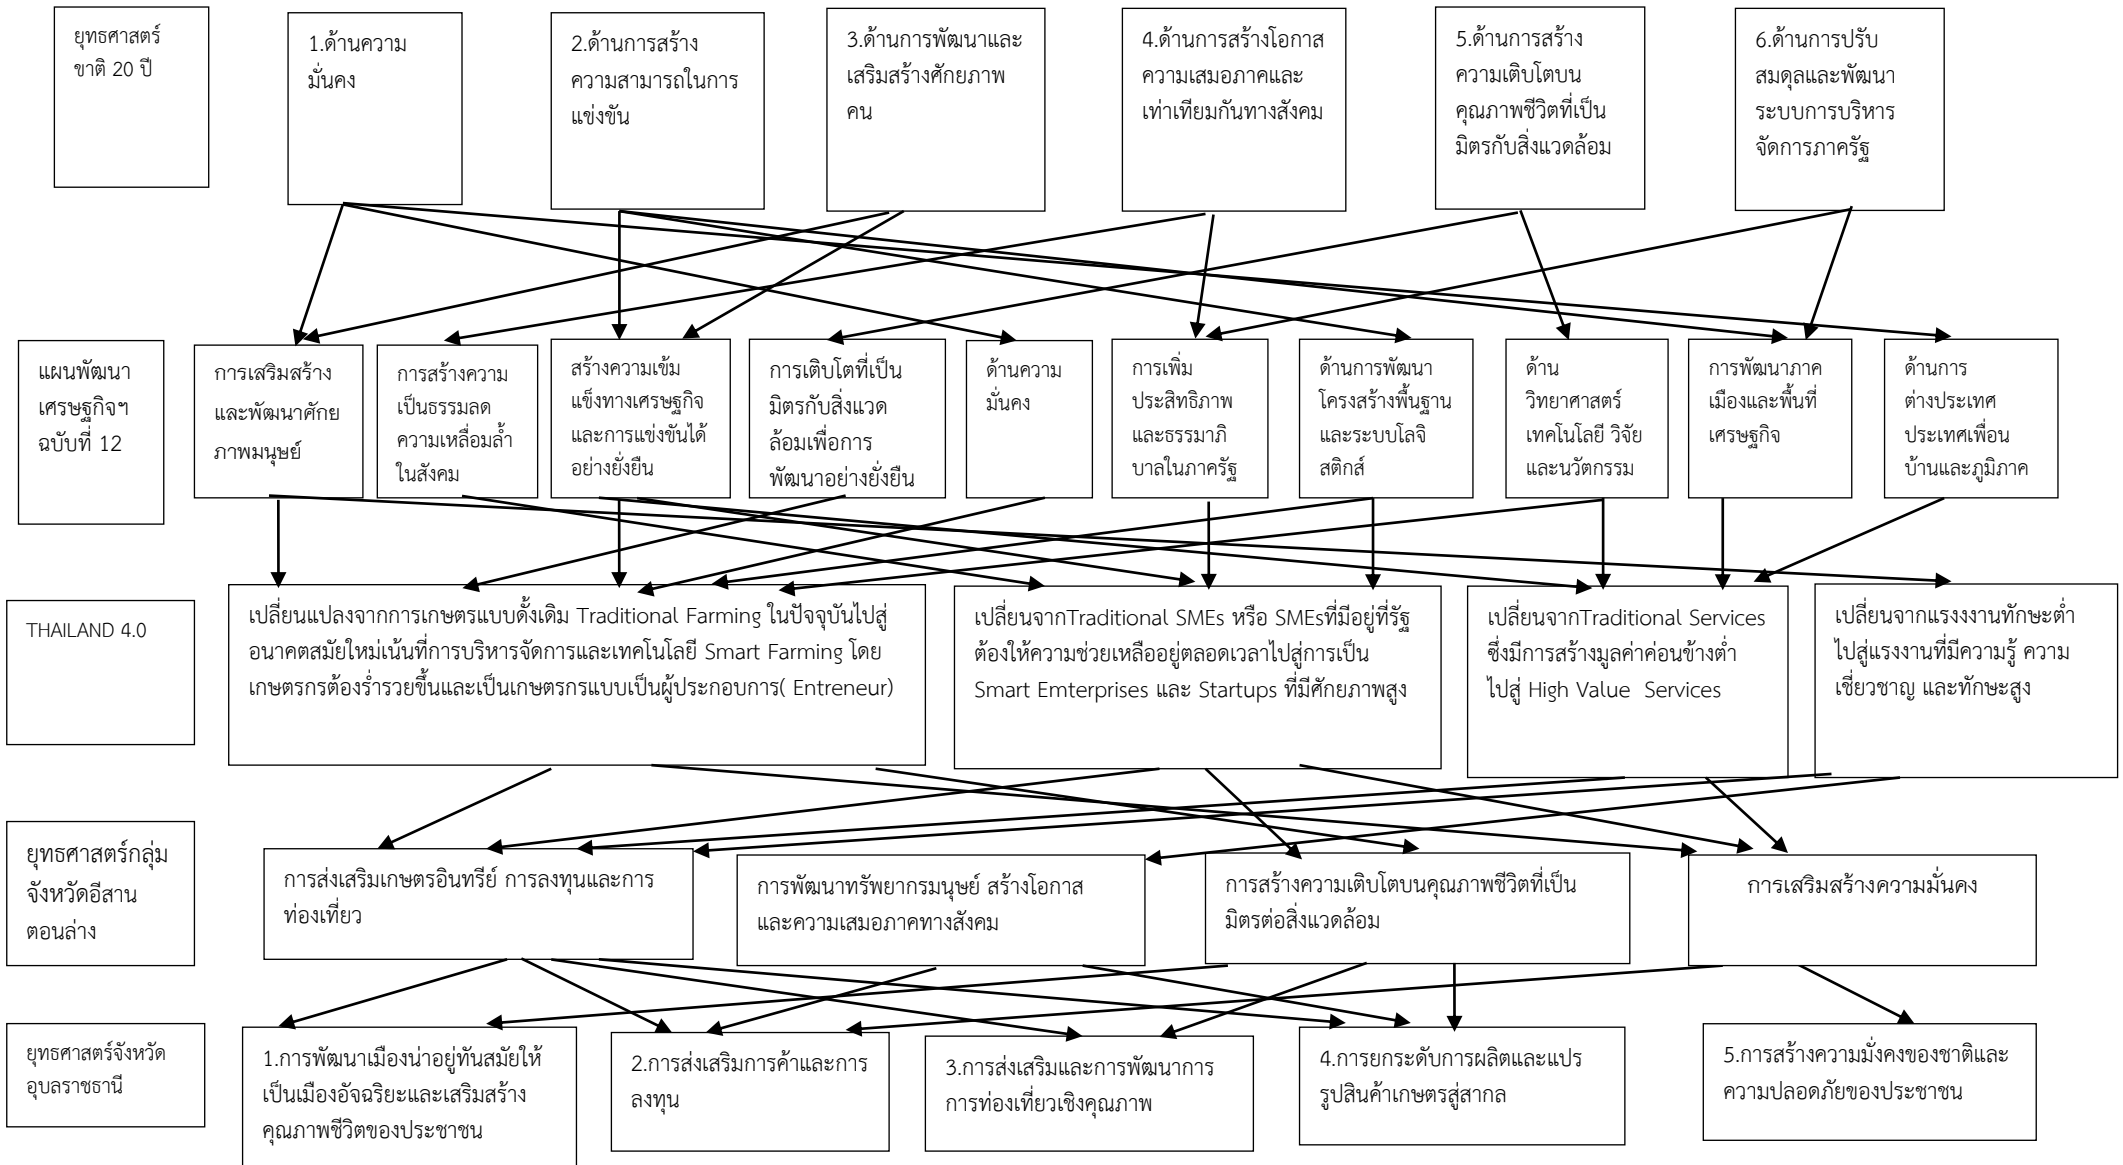 ยุทธศาสตร์
ชาติ 20 ปี
1.ด้านความ
มั่นคง
2.ด้านการสร้าง
ความสามารถในการ
แข่งขัน
3.ด้านการพัฒนาและ
เสริมสร้างศักยภาพ
คน
4.ด้านการสร้างโอกาส
ความเสมอภาคและ
เท่าเทียมกันทางสังคม
5.ด้านการสร้าง
ความเติบโตบน
คุณภาพชีวิตที่เป็น
มิตรกับสิ่งแวดล้อม
6.ด้านการปรับ
สมดุลและพัฒนา
ระบบการบริหาร
จัดการภาครัฐ
แผนพัฒนา
เศรษฐกิจฯ
ฉบับที่ 12
การเสริมสร้าง
และพัฒนาศักย
ภาพมนุษย์
การสร้างความ
เป็นธรรมลด
ความเหลื่อมล้ำ
ในสังคม
สร้างความเข้ม
แข็งทางเศรษฐกิจ
และการแข่งขันได้
อย่างยั่งยืน
การเติบโตที่เป็น
มิตรกับสิ่งแวด
ล้อมเพื่อการ
พัฒนาอย่างยั่งยืน
ด้านความ
มั่นคง
การเพิ่ม
ประสิทธิภาพ
และธรรมาภิ
บาลในภาครัฐ
ด้านการพัฒนา
โครงสร้างพื้นฐาน
และระบบโลจิ
สติกส์
ด้าน
วิทยาศาสตร์
เทคโนโลยี วิจัย
และนวัตกรรม
การพัฒนาภาค
เมืองและพื้นที่
เศรษฐกิจ
ด้านการ
ต่างประเทศ
ประเทศเพื่อน
บ้านและภูมิภาค
THAILAND 4.0
เปลี่ยนแปลงจากการเกษตรแบบดั้งเดิม Traditional Farming ในปัจจุบันไปสู่
อนาคตสมัยใหม่เน้นที่การบริหารจัดการและเทคโนโลยี Smart Farming โดย
เกษตรกรต้องร่ำรวยขึ้นและเป็นเกษตรกรแบบเป็นผู้ประกอบการ( Entreneur)
เปลี่ยนจากTraditional SMEs หรือ SMEsที่มีอยู่ที่รัฐ
ต้องให้ความช่วยเหลืออยู่ตลอดเวลาไปสู่การเป็น
Smart Emterprises และ Startups ที่มีศักยภาพสูง
เปลี่ยนจากTraditional Services
ซึ่งมีการสร้างมูลค่าค่อนข้างต่ำ
ไปสู่ High Value  Services
เปลี่ยนจากแรงงงานทักษะต่ำ
ไปสู่แรงงานที่มีความรู้ ความ
เชี่ยวชาญ และทักษะสูง
ยุทธศาสตร์กลุ่ม
จังหวัดอีสาน
ตอนล่าง
การส่งเสริมเกษตรอินทรีย์ การลงทุนและการ
ท่องเที่ยว
การพัฒนาทรัพยากรมนุษย์ สร้างโอกาส
และความเสมอภาคทางสังคม
การสร้างความเติบโตบนคุณภาพชีวิตที่เป็น
มิตรต่อสิ่งแวดล้อม
การเสริมสร้างความมั่นคง
ยุทธศาสตร์จังหวัด
อุบลราชธานี
1.การพัฒนาเมืองน่าอยู่ทันสมัยให้
เป็นเมืองอัจฉริยะและเสริมสร้าง
คุณภาพชีวิตของประชาชน
2.การส่งเสริมการค้าและการ
ลงทุน
3.การส่งเสริมและการพัฒนาการ
การท่องเที่ยวเชิงคุณภาพ
4.การยกระดับการผลิตและแปร
รูปสินค้าเกษตรสู่สากล
5.การสร้างความมั่งคงของชาติและ
ความปลอดภัยของประชาชน